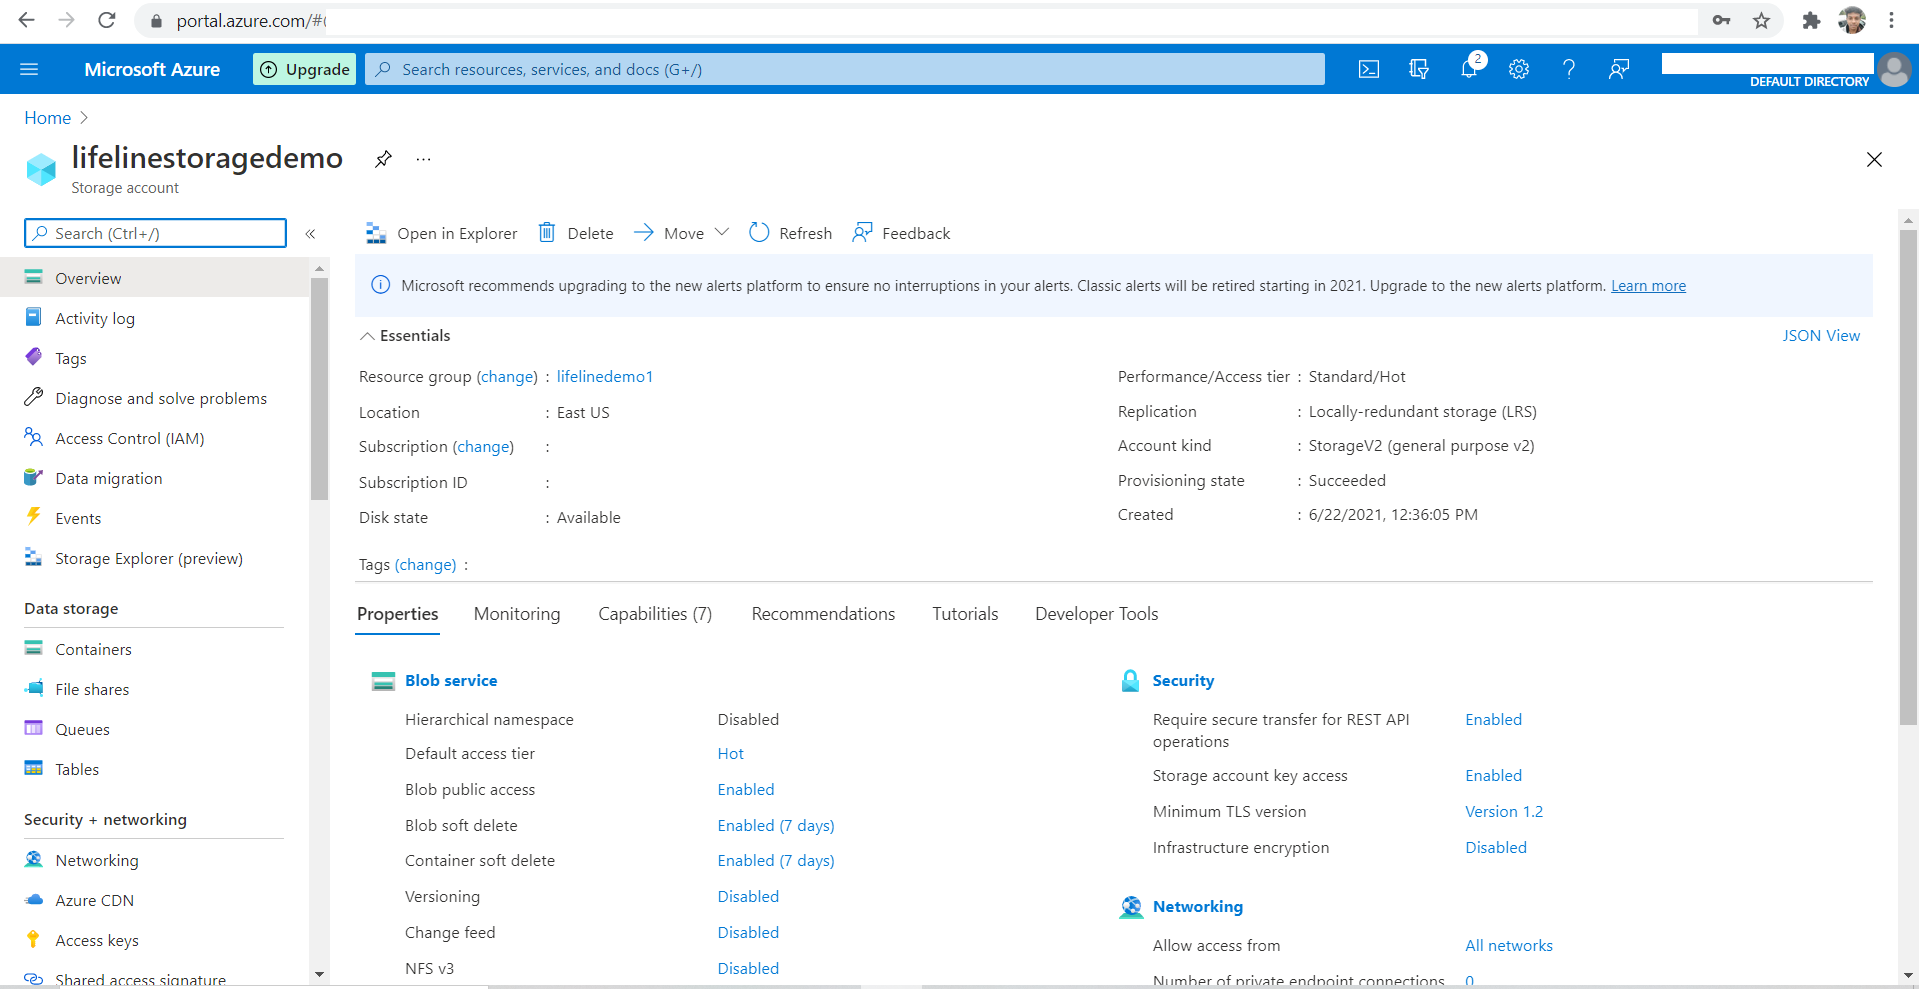 portal.azure.com/#
Microsoft Azure
Upgrade
Search resources, services, and docs (G+/)
2
DEFAULT DIRECTORY
Home
lifelinestoragedemo
...
Storage account
Search (Ctrl+/)
«
Overview
Activity log
Tags
Diagnose and solve problems
Access Control (IAM)
Data migration
Events
Storage Explorer (preview)
Data storage
Containers
File shares
Queues
Tables
Security + networking
Networking
Azure CDN
Access keys
Shared access signature
Open in Explorer Delete Move Refresh Feedback
Microsoft recommends upgrading to the new alerts platform to ensure no interruptions in your alerts. Classic alerts will be retired starting in 2021. Upgrade to the new alerts platform. Learn more
Essentials
JSON View
Resource group (change) : lifelinedemo1
Location : East US
Subscription (change) :
Subscription ID :
Disk state : Available
Performance/Access tier : Standard/Hot
Replication : Locally-redundant storage (LRS)
Account kind : StorageV2 (general purpose v2)
Provisioning state : Succeeded
Created : 6/22/2021, 12:36:05 PM
Tags (change) :
Properties Monitoring Capabilities (7) Recommendations Tutorials Developer Tools
Blob service
Hierarchical namespace Disabled
Default access tier Hot
Blob public access Enabled
Blob soft delete Enabled (7 days)
Container soft delete Enabled (7 days)
Versioning Disabled
Change feed Disabled
NFS v3 Disabled
Security
Require secure transfer for REST API Enabled
operations
Storage account key access Enabled
Minimum TLS version Version 1.2
Infrastructure encryption Disabled
Networking
Allow access from All networks
Number of private endpoint connections 0